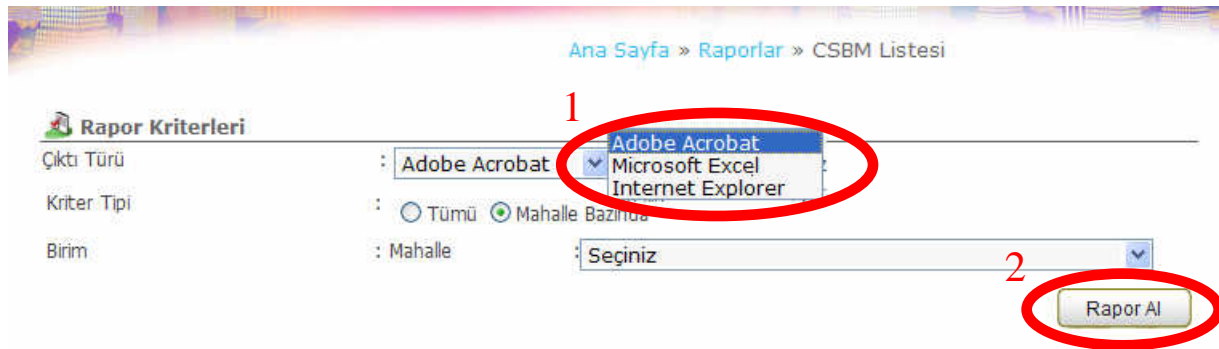 Ana Sayfa » Raporlar » CSBM Listesi
1
Rapor Kriterleri
Adobe Acrobat
Çıktı Türü : Adobe Acrobat Microsoft Excel
Internet Explorer
Kriter Tipi : Tümü Mahalle Bazında
Birim : Mahalle : Seçiniz
2
Rapor Al